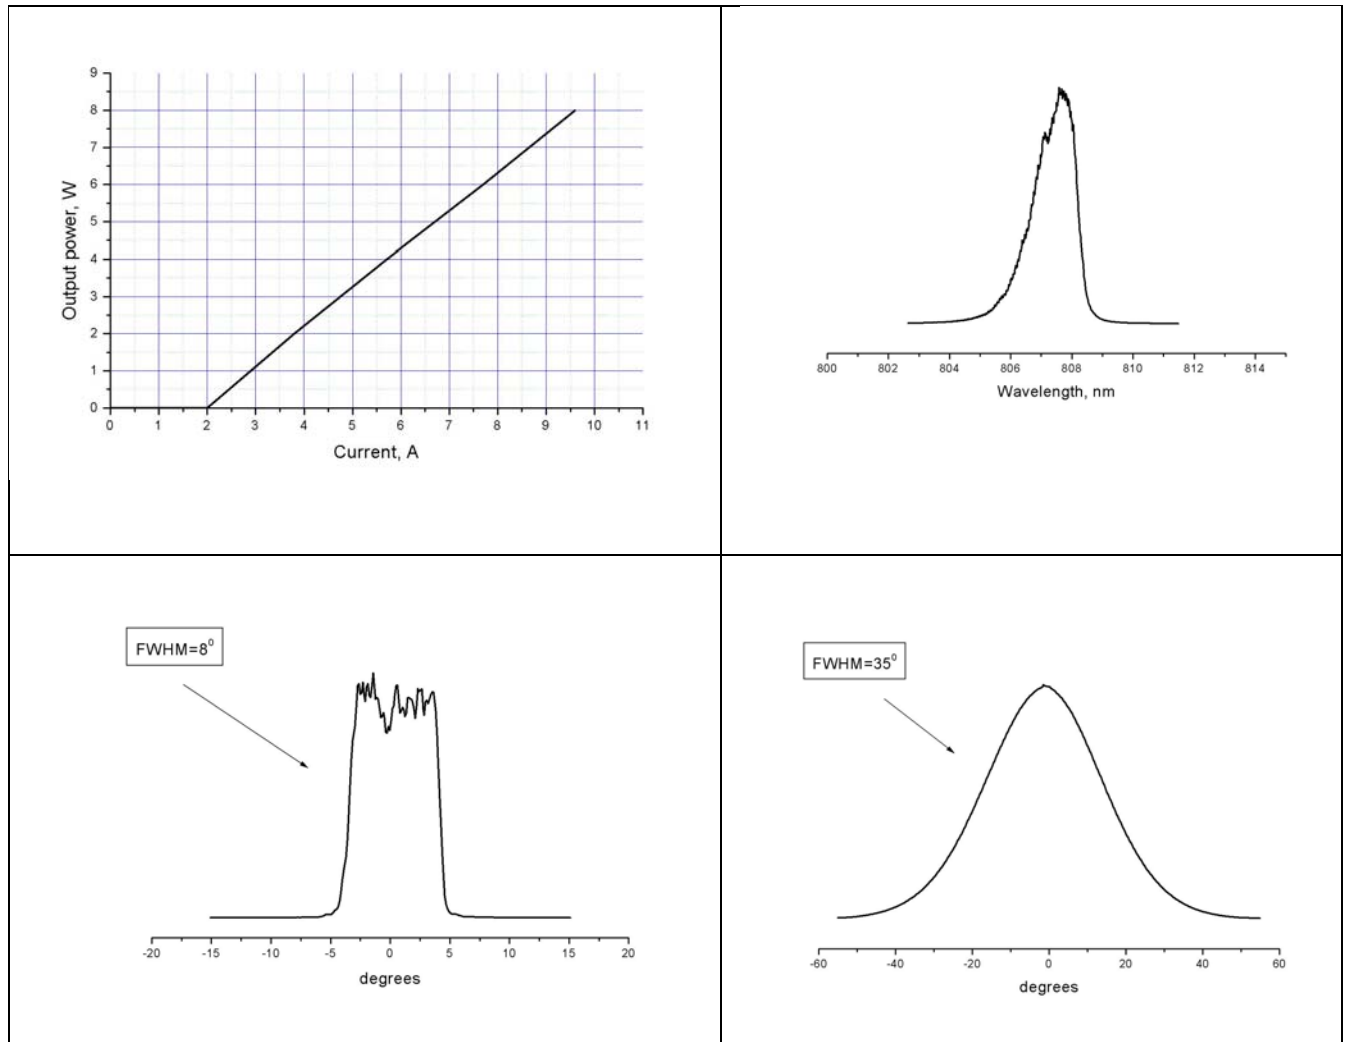 Output power, W
9
8
7
6
5
4
3
2
1
0
0 1 2 3 4 5 6 7 8 9 10 11
Current, A
800 802 804 806 808 810 812 814
Wavelength, nm
FWHM=8⁰
-20 -15 -10 -5 0 5 10 15 20
degrees
FWHM=35⁰
-60 -40 -20 0 20 40 60
degrees